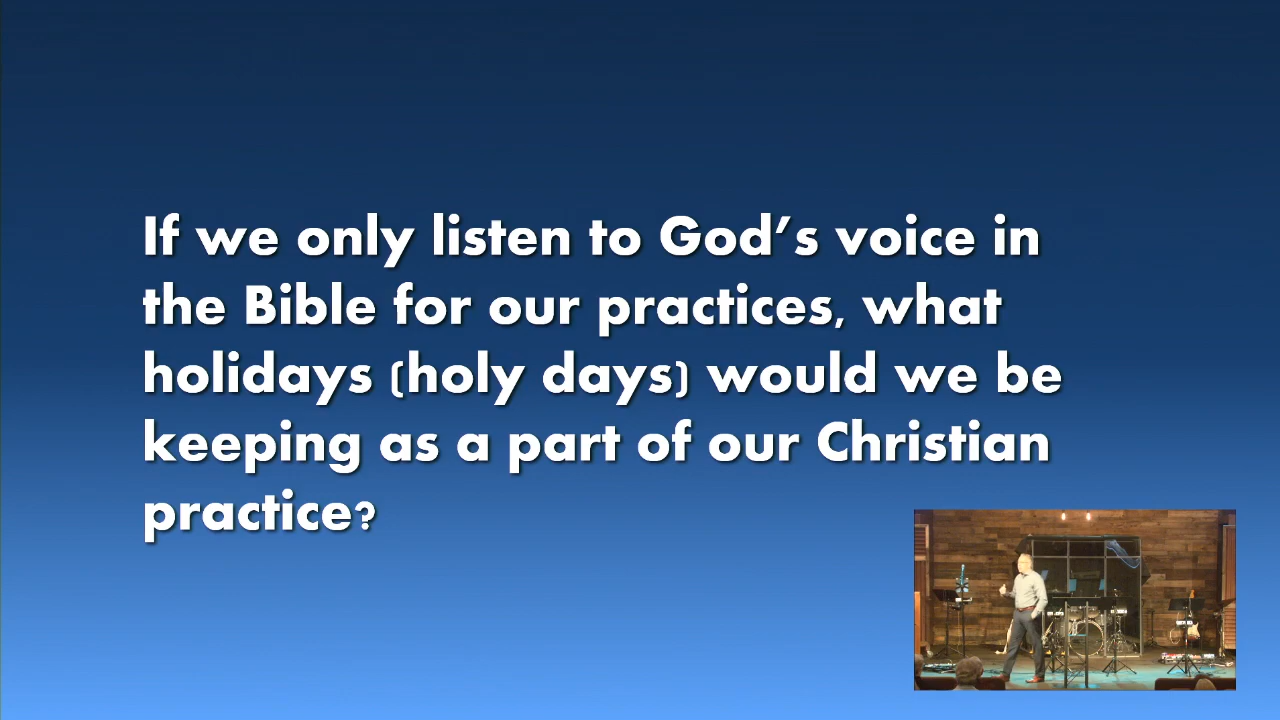 If we only listen to God's voice in
the Bible for our practices, what
holidays (holy days) would we be
keeping as a part of our Christian
practice?